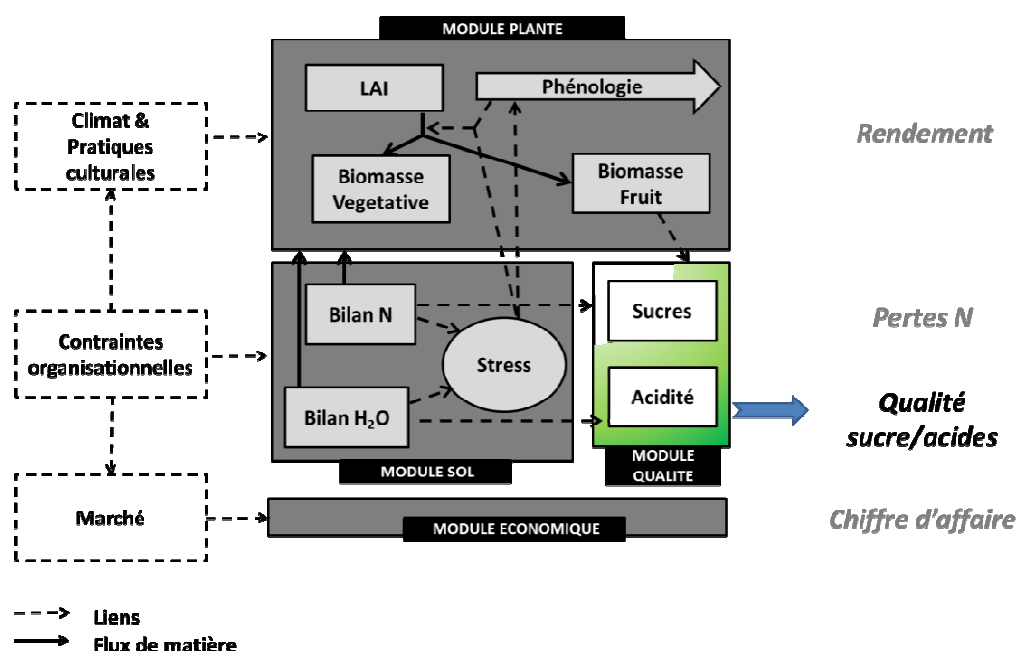 MODULE PLANTE
LAI
Phénologie
Climat &
Pratiques
culturales
Biomasse
Vegetative
Biomasse
Fruit
Rendement
Contraintes
organisationnelles
Bilan N
Stress
Bilan H₂O
MODULE SOL
Sucres
Acidité
MODULE
QUALITE
Pertes N
Qualité
sucre/acides
Marché
MODULE ECONOMIQUE
Chiffre d'affaire
Liens
Flux de matière